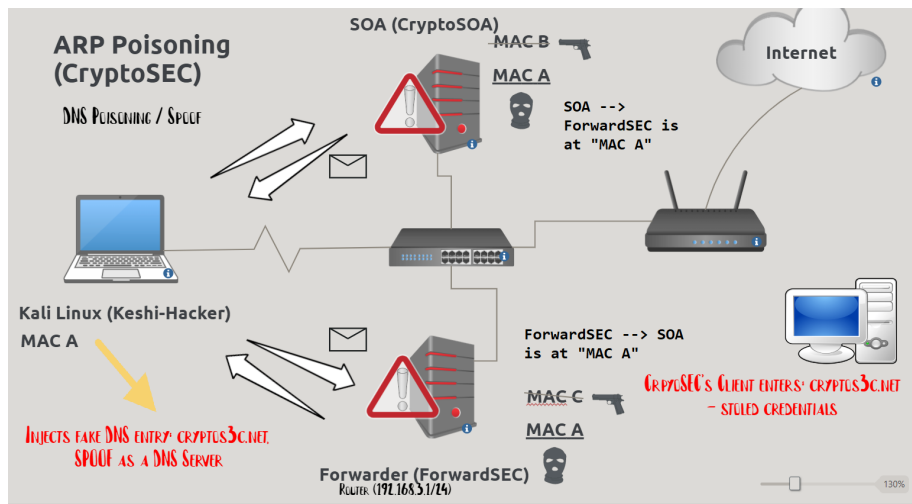 ARP Poisoning
(CryptoSEC)
DNS Poisoning / Spoof
SOA (CryptoSOA)
MAC B
MAC A
SOA -->
ForwardSEC is
at "MAC A"
Internet
Kali Linux (Keshi-Hacker)
MAC A
Injects fake DNS entry: cryptos3c.net,
SPOOF as a DNS Server
ForwardSEC --> SOA
is at "MAC A"
MAC C
MAC A
Forwarder (ForwardSEC)
Router (192.168.3.1/24)
CrpyoSEC's Client enters: cryptos3c.net
- stoled credentials
130%